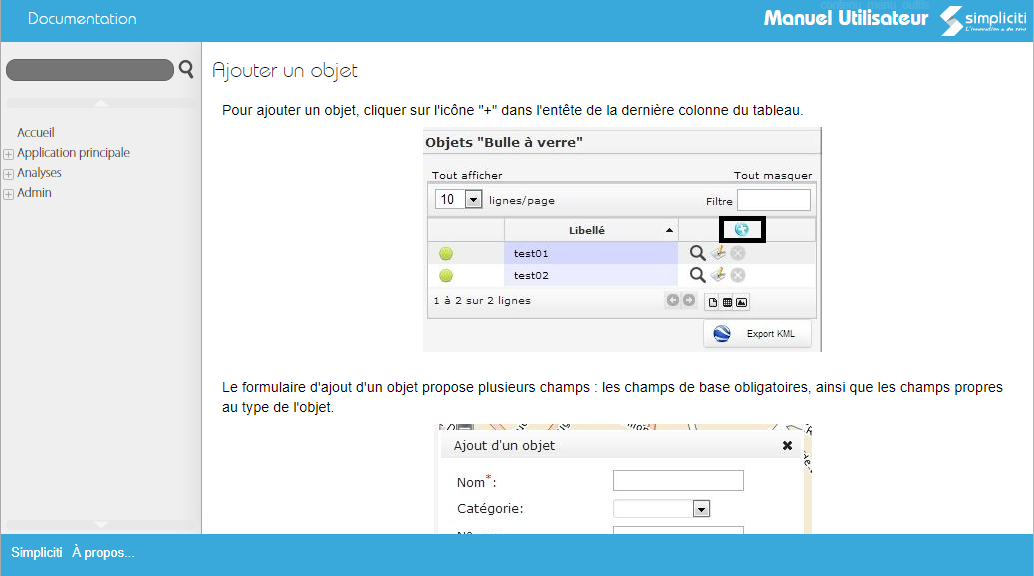 Documentation
contenu menu outils
Manuel Utilisateur
simpliciti
Ajouter un objet
Pour ajouter un objet, cliquer sur l'icône "+" dans l'entête de la dernière colonne du tableau.
Accueil
Application principale
Analyses
Admin
Objets "Bulle à verre"
Tout afficher Tout masquer
10 lignes/page Filtre
Libellé
test01
test02
1 à 2 sur 2 lignes
Export KML
Le formulaire d'ajout d'un objet propose plusieurs champs : les champs de base obligatoires, ainsi que les champs propres
au type de l'objet.
Ajout d'un objet
Nom*:
Catégorie:
Simpliciti À propos...